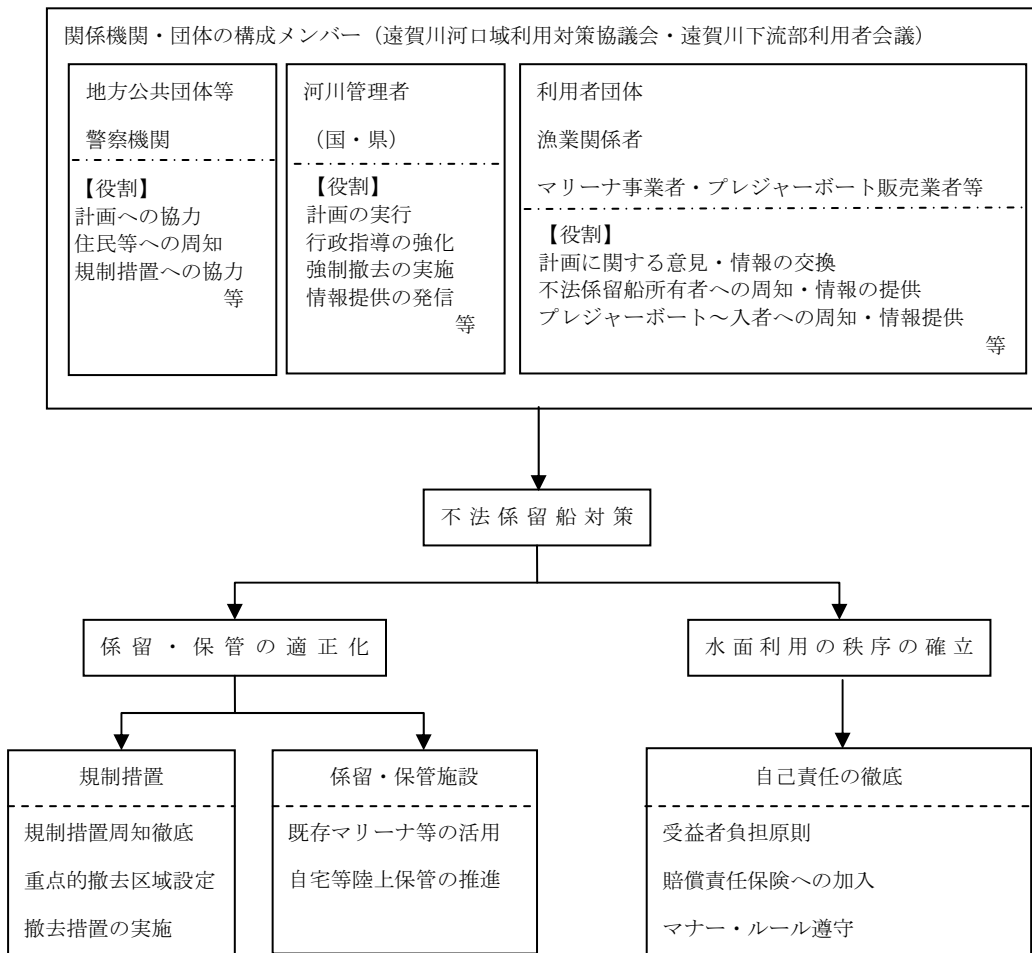 関係機関・団体の構成メンバー（遠賀川河口域利用対策協議会・遠賀川下流部利用者会議）
地方公共団体等
警察機関
【役割】
計画への協力
住民等への周知
規制措置への協力
等
河川管理者
（国・県）
【役割】
計画の実行
行政指導の強化
強制撤去の実施
情報提供の発信
等
利用者団体
漁業関係者
マリーナ事業者・プレジャーボート販売業者等
【役割】
計画に関する意見・情報の交換
不法係留船所有者への周知・情報の提供
プレジャーボート～入者への周知・情報提供
等
不法係留船対策
係留・保管の適正化
水面利用の秩序の確立
規制措置
規制措置周知徹底
重点的撤去区域設定
撤去措置の実施
係留・保管施設
既存マリーナ等の活用
自宅等陸上保管の推進
自己責任の徹底
受益者負担原則
賠償責任保険への加入
マナー・ルール遵守